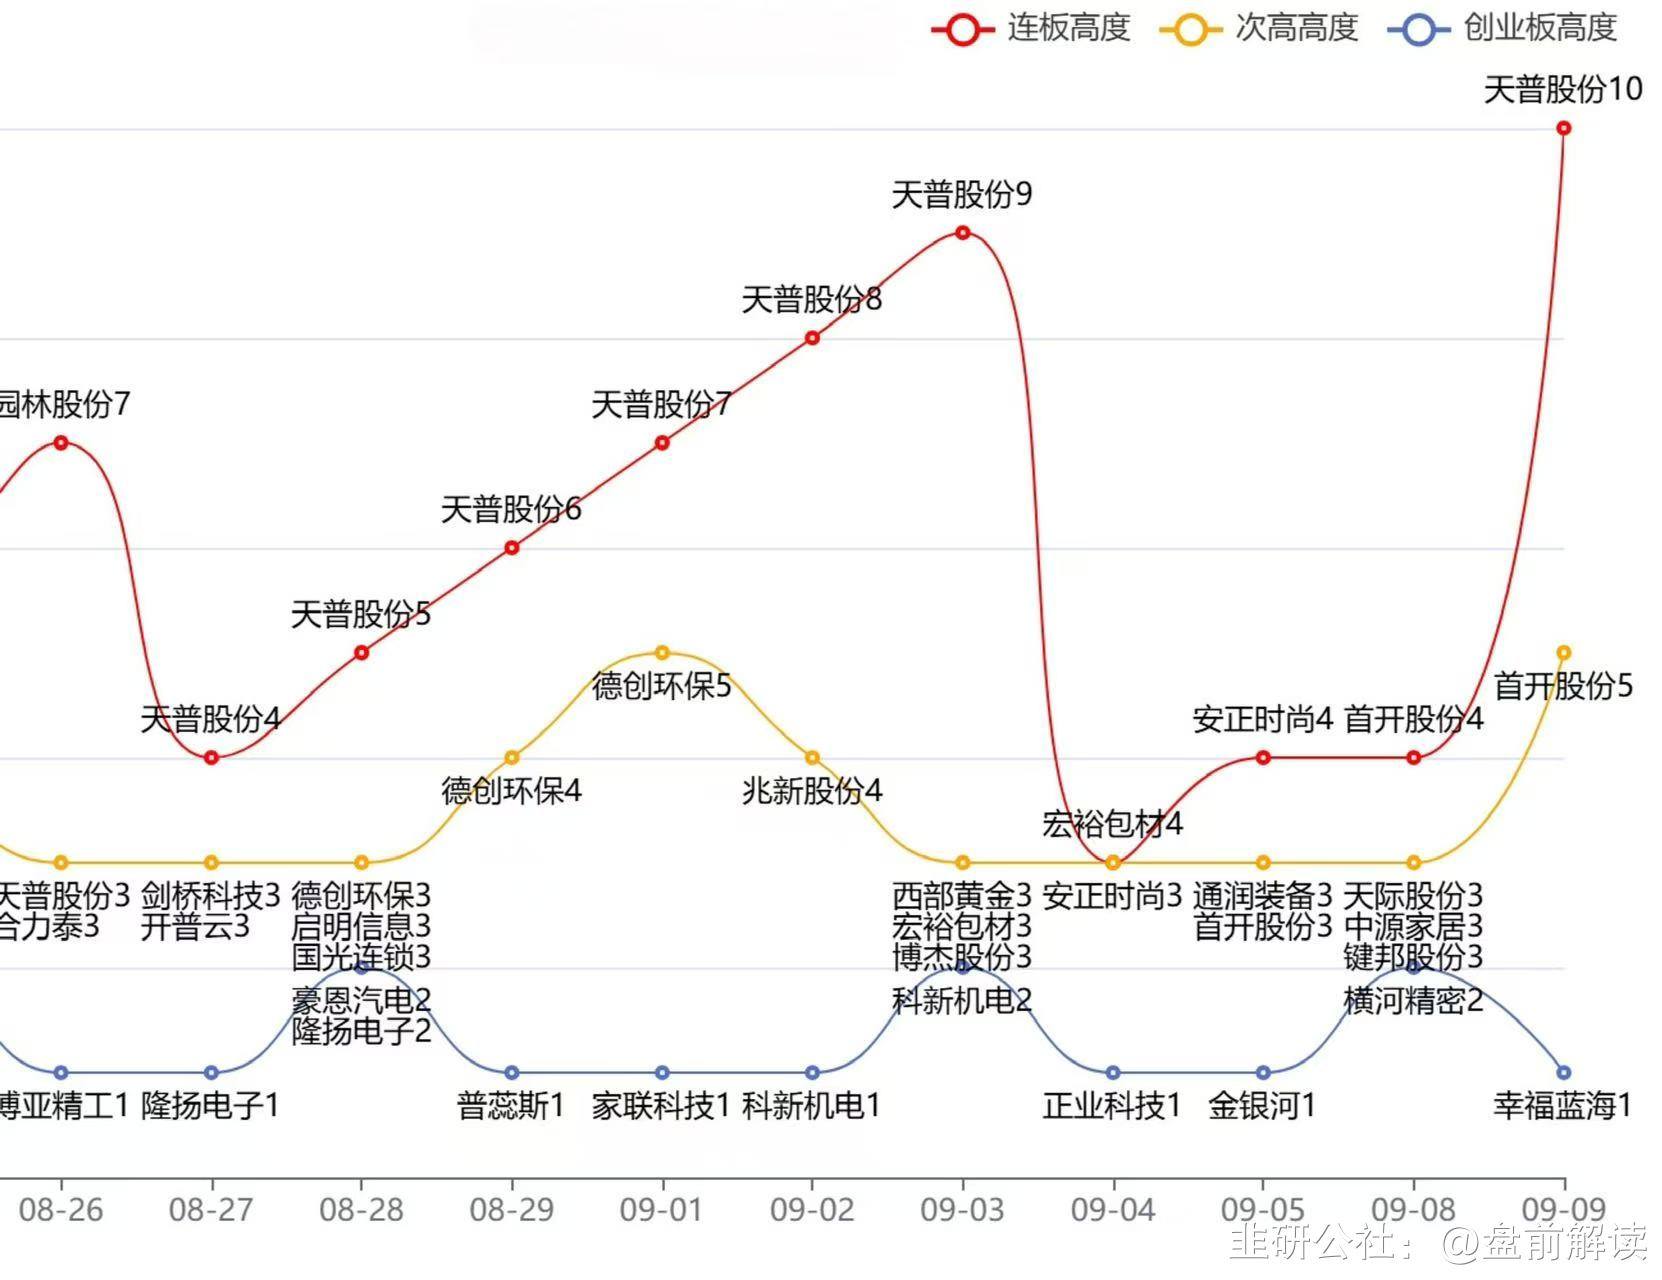 连板高度 次高高度 创业板高度
天普股份10
天普股份9
天普股份8
园林股份7
天普股份7
天普股份6
天普股份5
德创环保5
首开股份5
天普股份4
安正时尚4
首开股份4
德创环保4
兆新股份4
宏裕包材4
天普股份3
合力泰3
剑桥科技3
开普云3
德创环保3
启明信息3
国光连锁3
豪恩汽电2
隆扬电子2
西部黄金3
宏裕包材3
博杰股份3
科新机电2
安正时尚3
通润装备3
首开股份3
天际股份3
中源家居3
键邦股份3
横河精密2
博亚精工1
隆扬电子1
普蕊斯1
家联科技1
科新机电1
正业科技1
金银河1
幸福蓝海1
08-26 08-27 08-28 08-29 09-01 09-02 09-03 09-04 09-05 09-08 09-09
韭研公社：@盘前解读